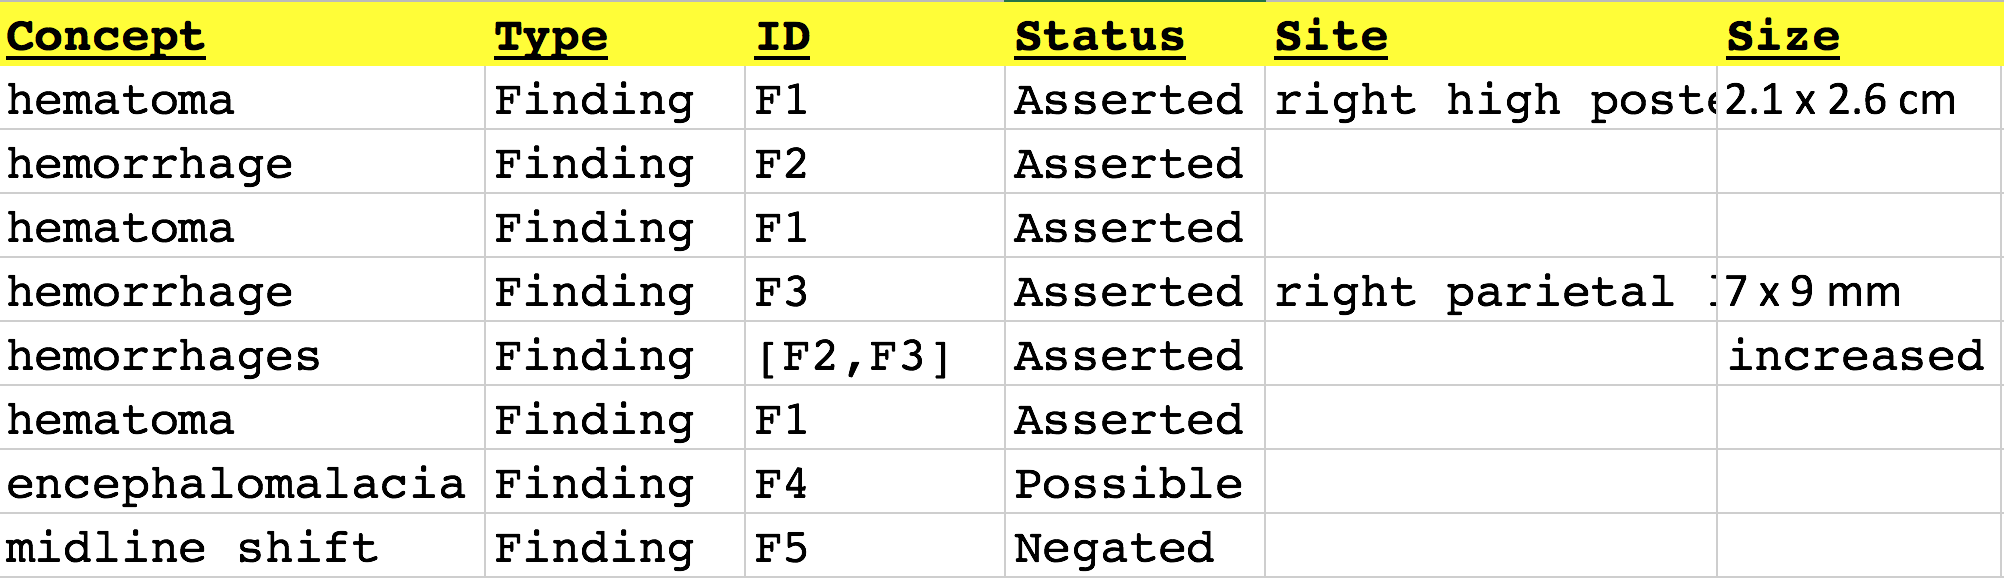 Concept Type ID Status Site Size
hematoma Finding F1 Asserted right high poste 2.1 x 2.6 cm
hemorrhage Finding F2 Asserted
hematoma Finding F1 Asserted
hemorrhage Finding F3 Asserted right parietal 7 x 9 mm
hemorrhages Finding [F2,F3] Asserted increased
hematoma Finding F1 Asserted
encephalomalacia Finding F4 Possible
midline shift Finding F5 Negated